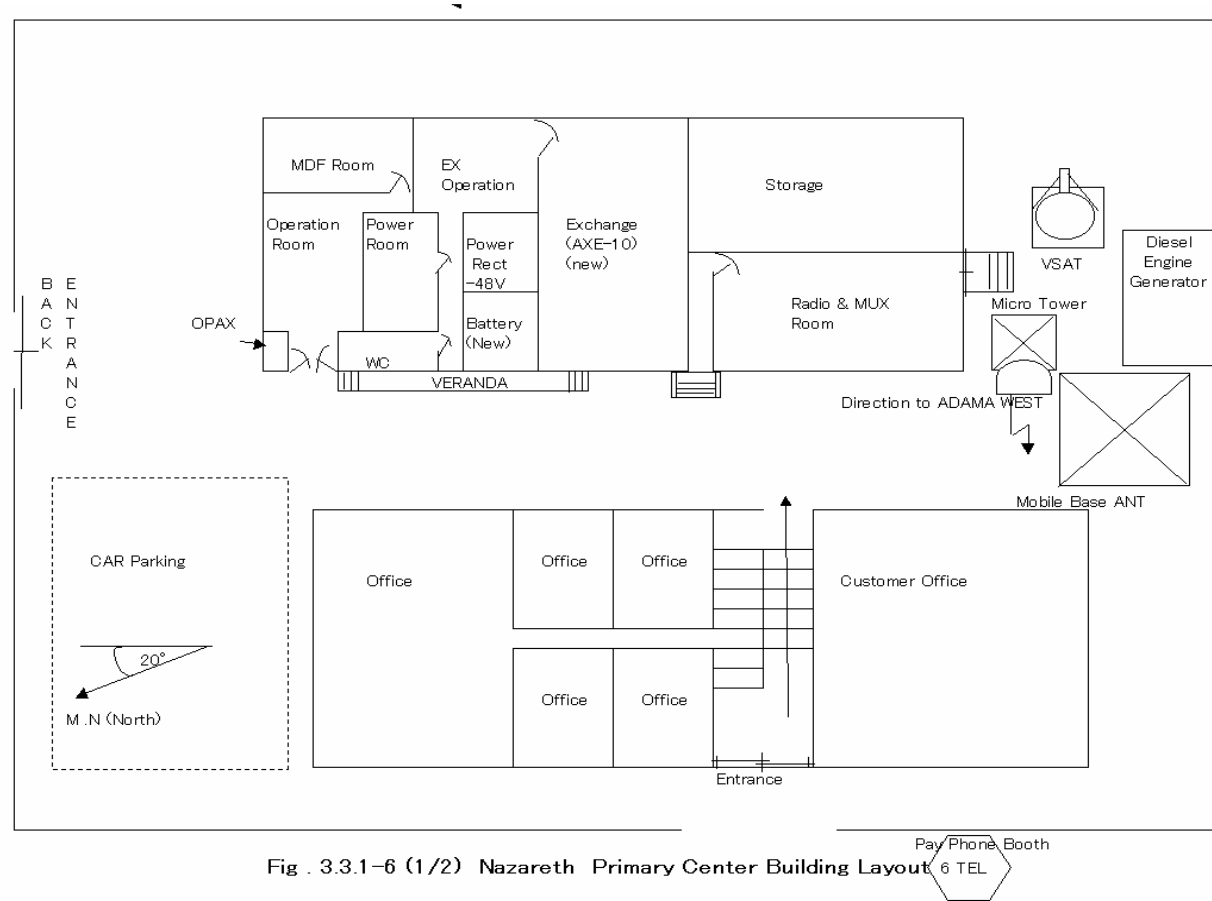 MDF Room
EX
Operation
Storage
Operation
Room
Power
Room
Power
Rect
-48V
Exchange
(AXE-10)
(new)
VSAT
Diesel
Engine
Generator
BACK
ENTRANCE
OPAX
Battery
(New)
WC
VERANDA
Radio & MUX
Room
Micro Tower
Direction to ADAMA WEST
Mobile Base ANT
CAR Parking
20°
M .N (North)
Office
Office
Office
Office
Office
Customer Office
Entrance
Pay Phone Booth
6 TEL
Fig . 3.3.1-6 (1/2) Nazareth Primary Center Building Layout